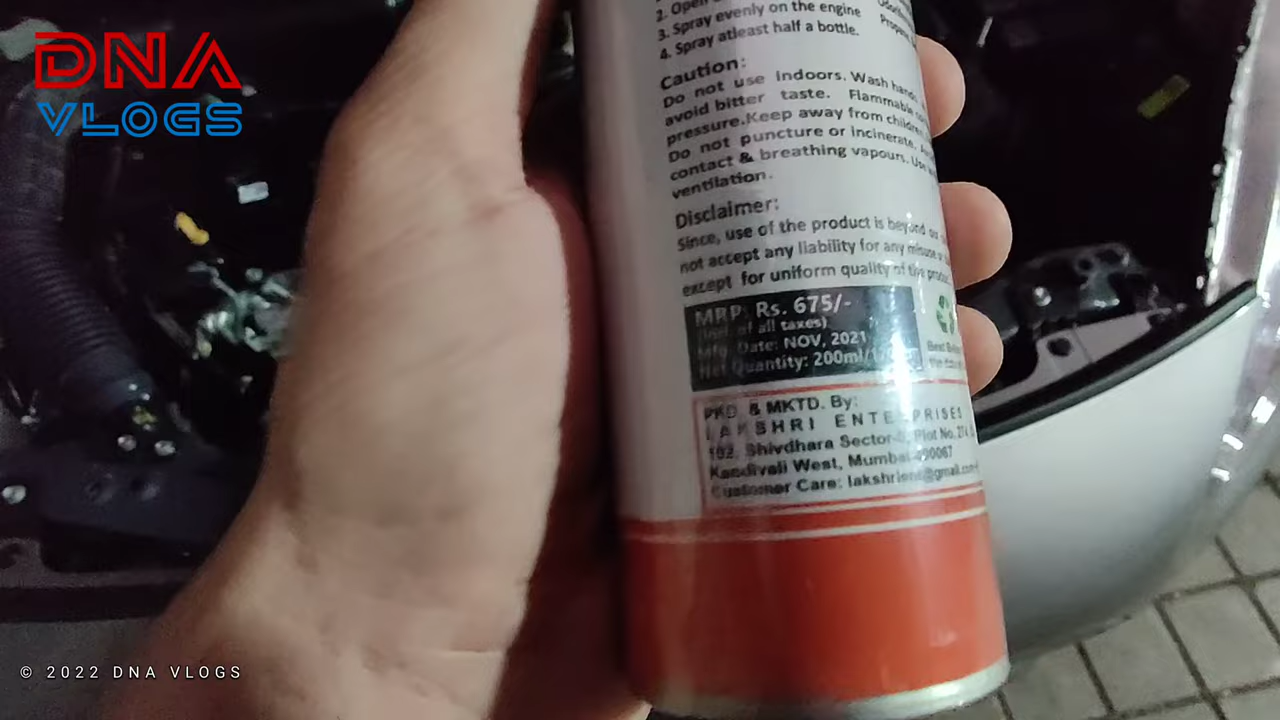 DNA
VLOGS
2. Open
3. Spray evenly on the engine
4. Spray atleast half a bottle.
Caution:
Do not use indoors. Wash hands
avoid bitter taste. Flammable
pressure.Keep away from children
Do not puncture or incinerate.
contact & breathing vapours. Use
ventilation.
Disclaimer:
Since, use of the product is beyond
not accept any liability for any misuse
except for uniform quality of
MRP: Rs. 675/-
of all taxes)
Mfg. Date: NOV, 2021
Net Quantity: 200ml/
PKD. & MKTD. By:
LAKSHRI ENTERPRISES
102, Shivdhara Sector- Plot No.
Kandivali West, Mumbai
Customer Care: @gmail.com
© 2022 DNA VLOGS